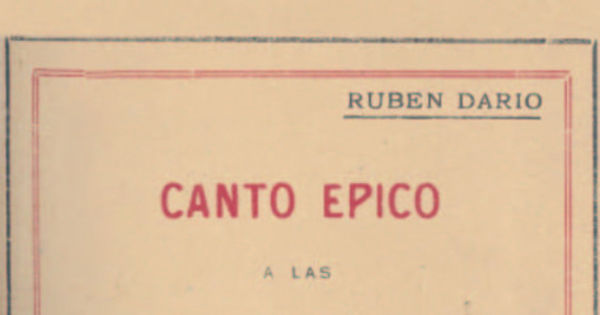 RUBEN DARIO
CANTO EPICO
A LAS